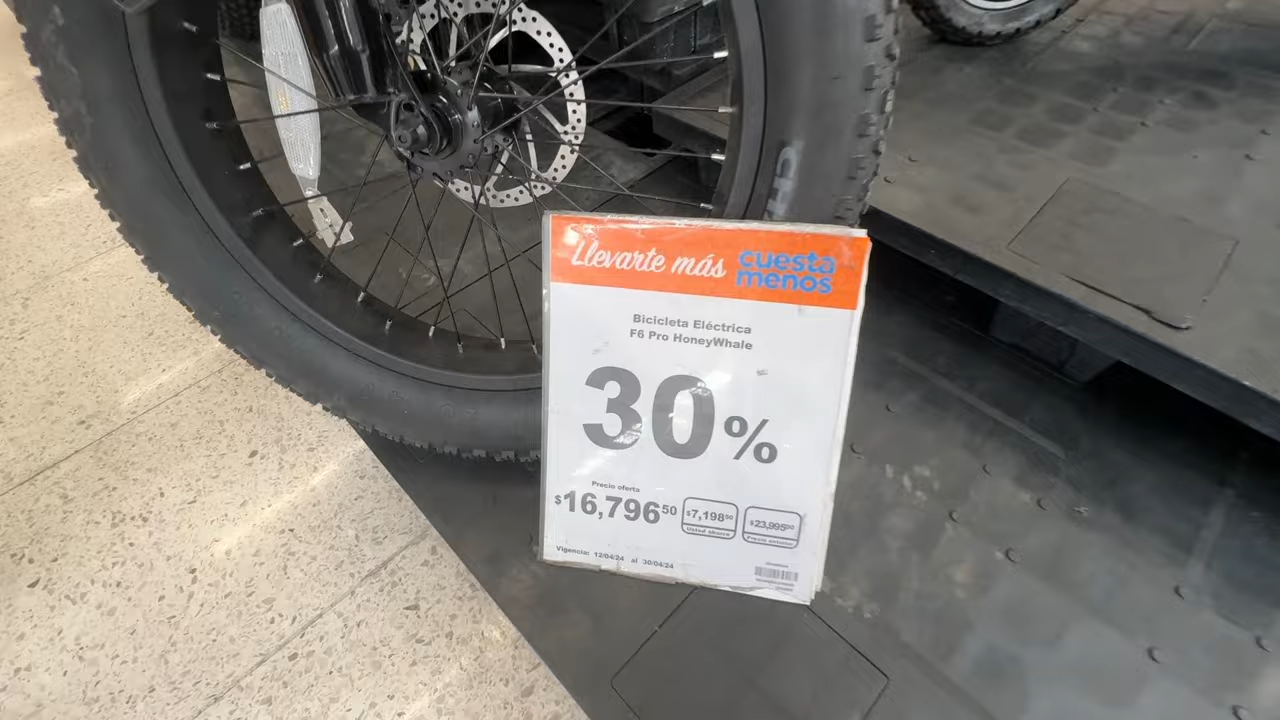 Llevarte más cuesta menos
Bicicleta Eléctrica
F6 Pro HoneyWhale
30%
Precio oferta
$16,796.50
$7,198.50
Usted ahorra
$23,995.00
Precio anterior
Vigencia: 12/04/24 al 30/04/24